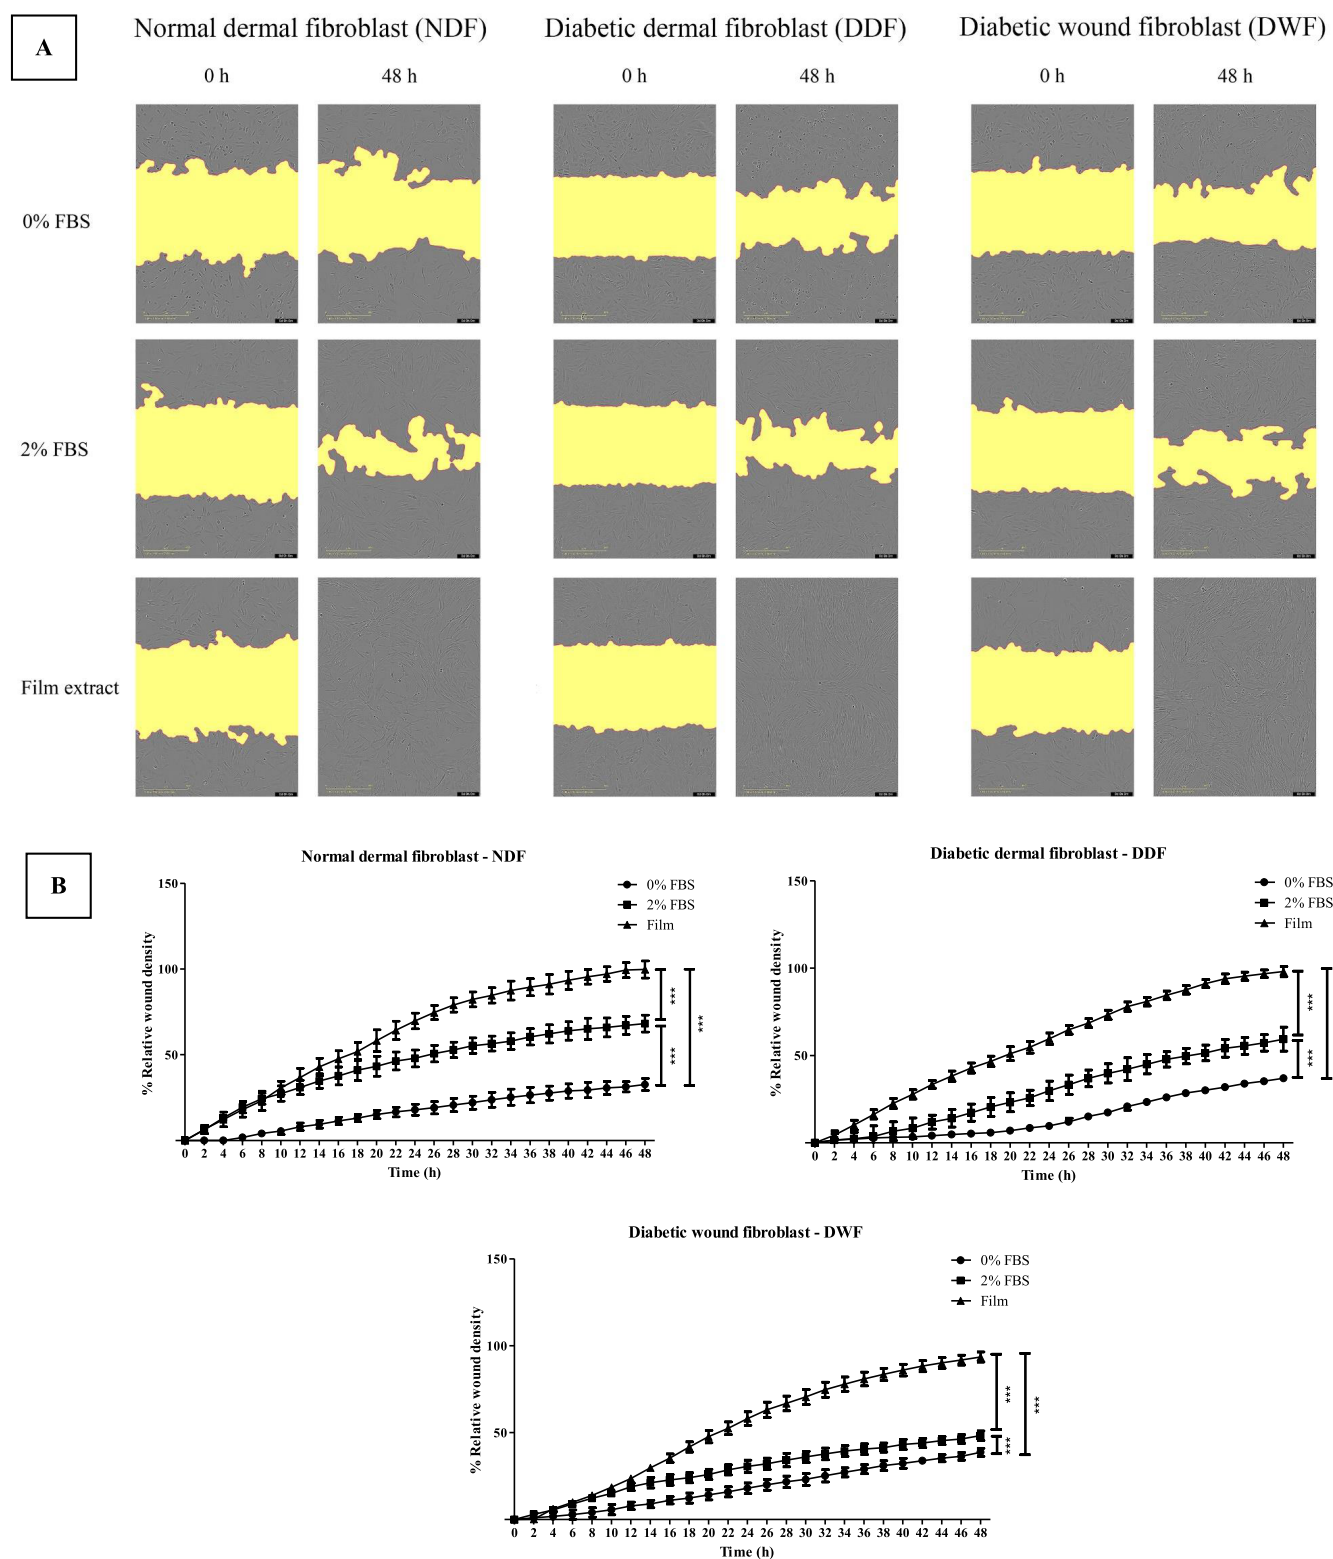 A
Normal dermal fibroblast (NDF)
Diabetic dermal fibroblast (DDF)
Diabetic wound fibroblast (DWF)
0 h
48 h
0 h
48 h
0 h
48 h
0% FBS
2% FBS
Film extract
B
Normal dermal fibroblast - NDF
150
100
50
% Relative wound density
0% FBS
2% FBS
Film
***
***
***
0 2 4 6 8 10 12 14 16 18 20 22 24 26 28 30 32 34 36 38 40 42 44 46 48
Time (h)
Diabetic dermal fibroblast - DDF
150
100
50
% Relative wound density
0% FBS
2% FBS
Film
***
***
0 2 4 6 8 10 12 14 16 18 20 22 24 26 28 30 32 34 36 38 40 42 44 46 48
Time (h)
Diabetic wound fibroblast - DWF
150
100
50
% Relative wound density
0% FBS
2% FBS
Film
***
***
***
0 2 4 6 8 10 12 14 16 18 20 22 24 26 28 30 32 34 36 38 40 42 44 46 48
Time (h)